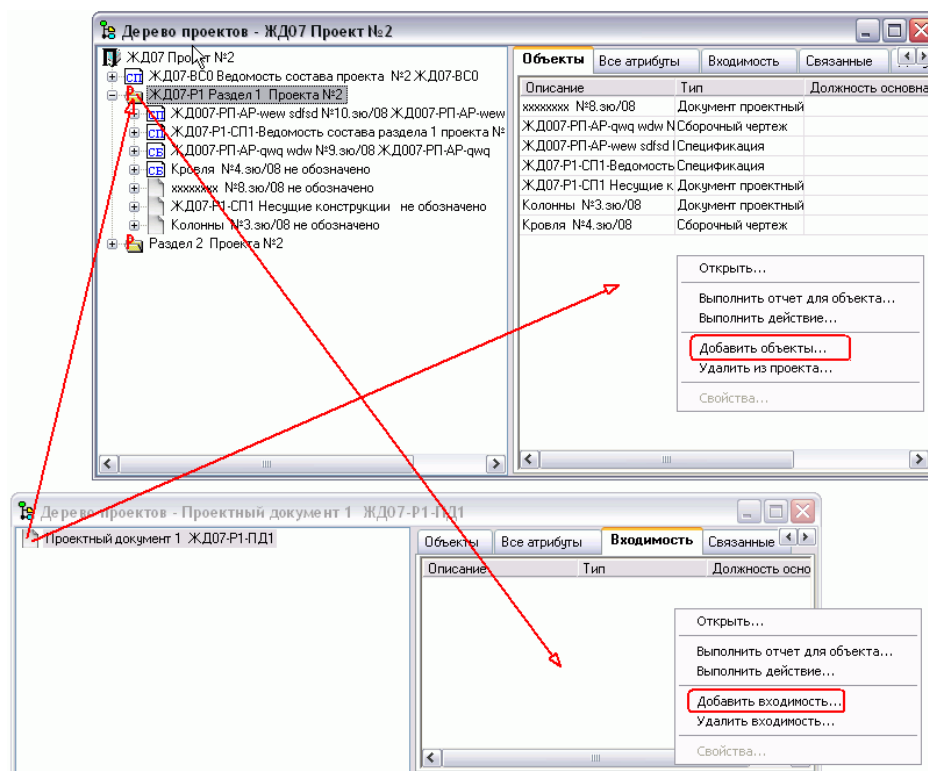 Дерево проектов - ЖД07 Проект №2
ЖД07 Проект №2
ЖД07-ВС0 Ведомость состава проекта №2 ЖД07-ВС0
ЖД07-Р1 Раздел 1 Проекта №2
ЖД007-РП-АР-wew sdfsd №10.зю/08 ЖД007-РП-АР-wew
ЖД07-Р1-СП1-Ведомость состава раздела 1 проекта №
ЖД007-РП-АР-qwq wdw №9.зю/08 ЖД007-РП-АР-qwq
Кровля №4.зю/08 не обозначено
xxxxxxxx №8.зю/08 не обозначено
ЖД07-Р1-СП1 Несущие конструкции не обозначено
Колонны №3.зю/08 не обозначено
Раздел 2 Проекта №2
Объекты Все атрибуты Входимость Связанные
Описание Тип Должность основна
xxxxxxxx №8.зю/08 Документ проектный
ЖД007-РП-АР-qwq wdw N Сборочный чертеж
ЖД007-РП-АР-wew sdfsd Спецификация
ЖД07-Р1-СП1-Ведомость Спецификация
ЖД07-Р1-СП1 Несущие к Документ проектный
Колонны №3.зю/08 Документ проектный
Кровля №4.зю/08 Сборочный чертеж
Открыть...
Выполнить отчет для объекта...
Выполнить действие...
Добавить объекты...
Удалить из проекта...
Свойства...
Дерево проектов - Проектный документ 1 ЖД07-Р1-ПД1
Проектный документ 1 ЖД07-Р1-ПД1
Объекты Все атрибуты Входимость Связанные
Описание Тип Должность осно
Открыть...
Выполнить отчет для объекта...
Выполнить действие...
Добавить входимость...
Удалить входимость...
Свойства...